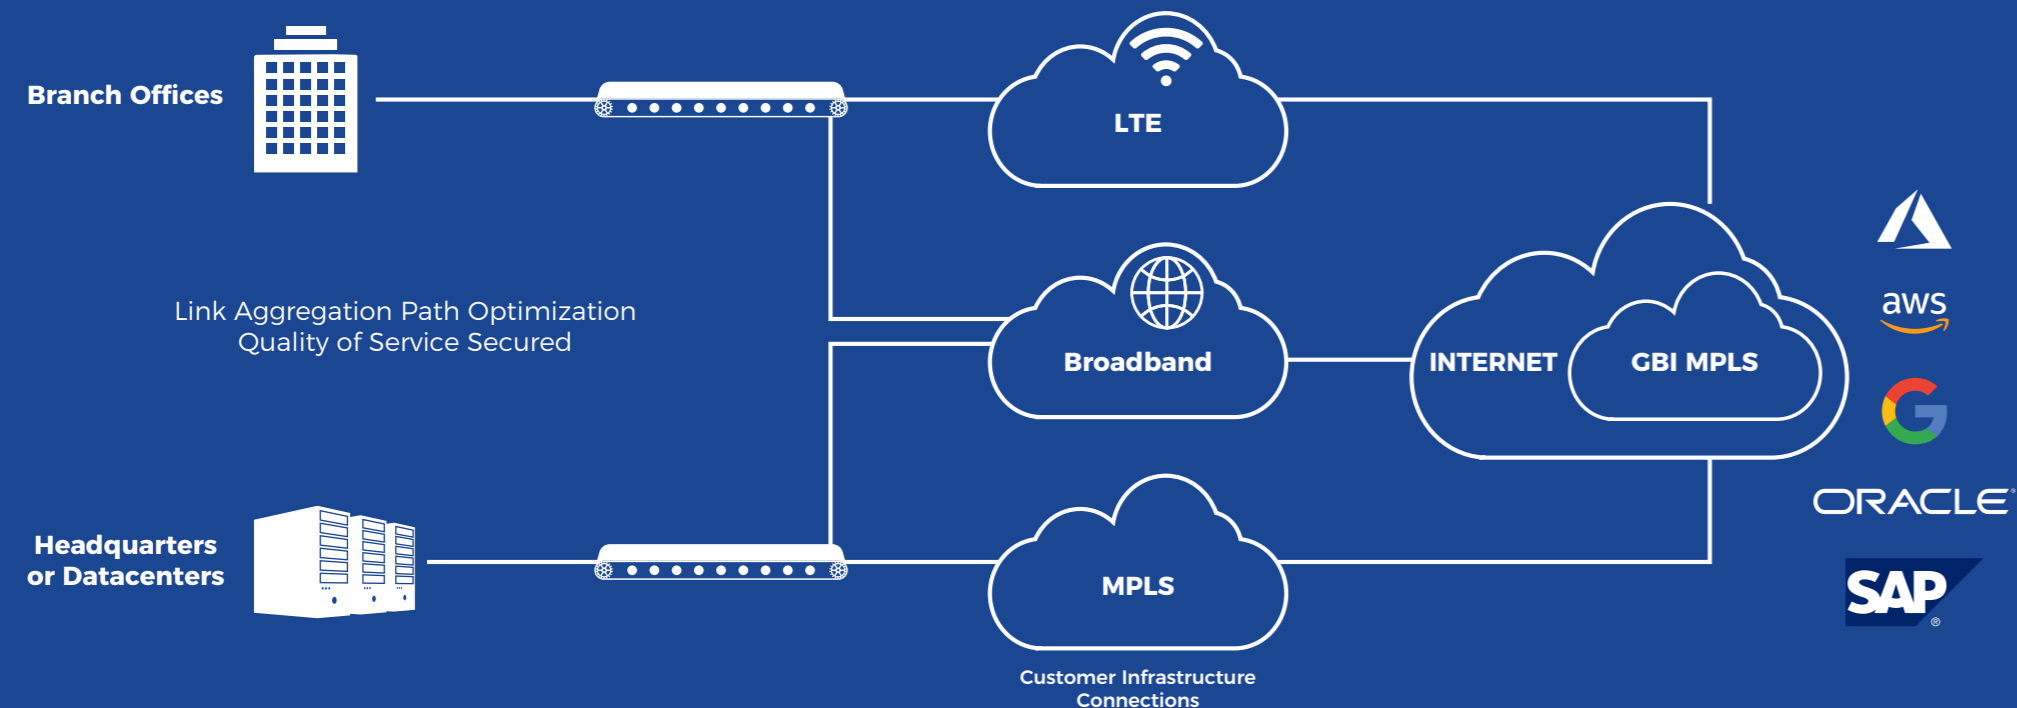 Branch Offices
LTE
Link Aggregation Path Optimization
Quality of Service Secured
Broadband
INTERNET
GBI MPLS
aws
G
ORACLE®
Headquarters
or Datacenters
MPLS
SAP
®
Customer Infrastructure
Connections